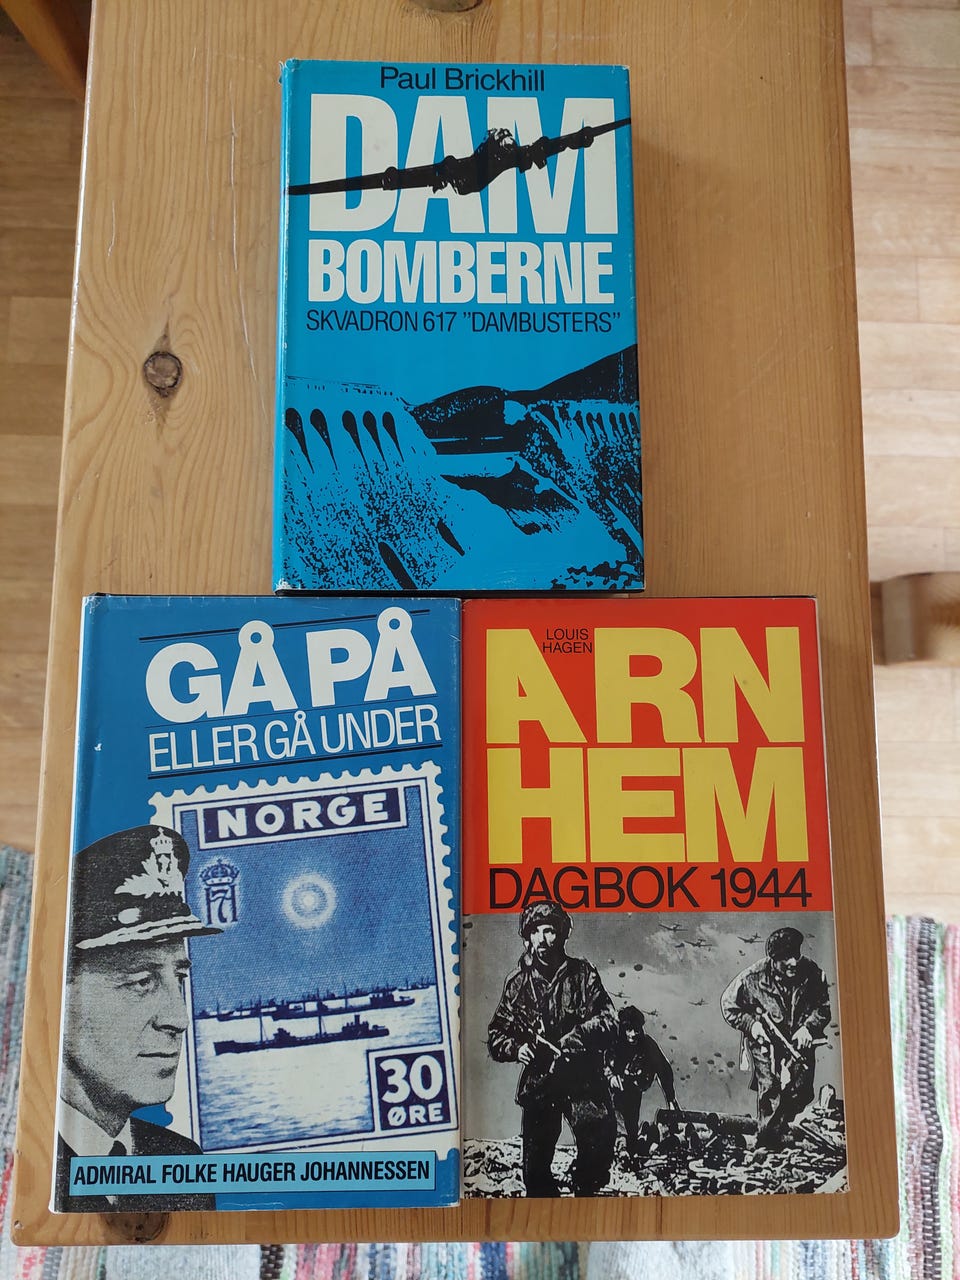 Paul Brickhill
DAM
BOMBERNE
SKVADRON 617 "DAMBUSTERS"
GÅ PÅ
ELLER GÅ UNDER
NORGE
H7
30
ØRE
ADMIRAL FOLKE HAUGER JOHANNESSEN
LOUIS
HAGEN
ARN
HEM
DAGBOK 1944